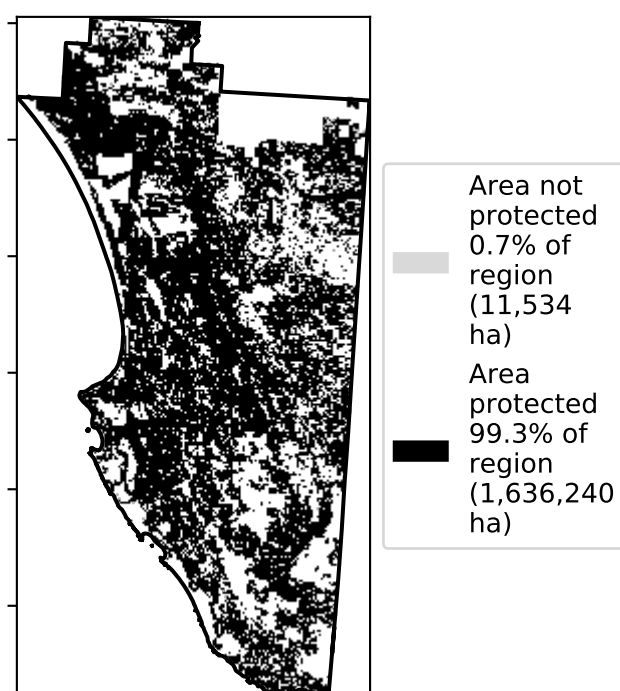 Area not
protected
0.7% of
region
(11,534
ha)
Area
protected
99.3% of
region
(1,636,240
ha)